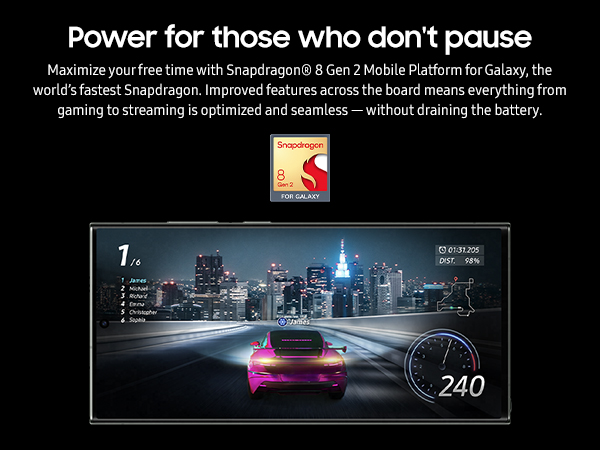 Power for those who don't pause
Maximize your free time with Snapdragon® 8 Gen 2 Mobile Platform for Galaxy, the
world's fastest Snapdragon. Improved features across the board means everything from
gaming to streaming is optimized and seamless — without draining the battery.
Snapdragon
8
Gen 2
FOR GALAXY
1/6
1 James
2 Michael
3 Richard
4 Emma
5 Christopher
6 Sophia
01:31.205
DIST. 98%
James
240